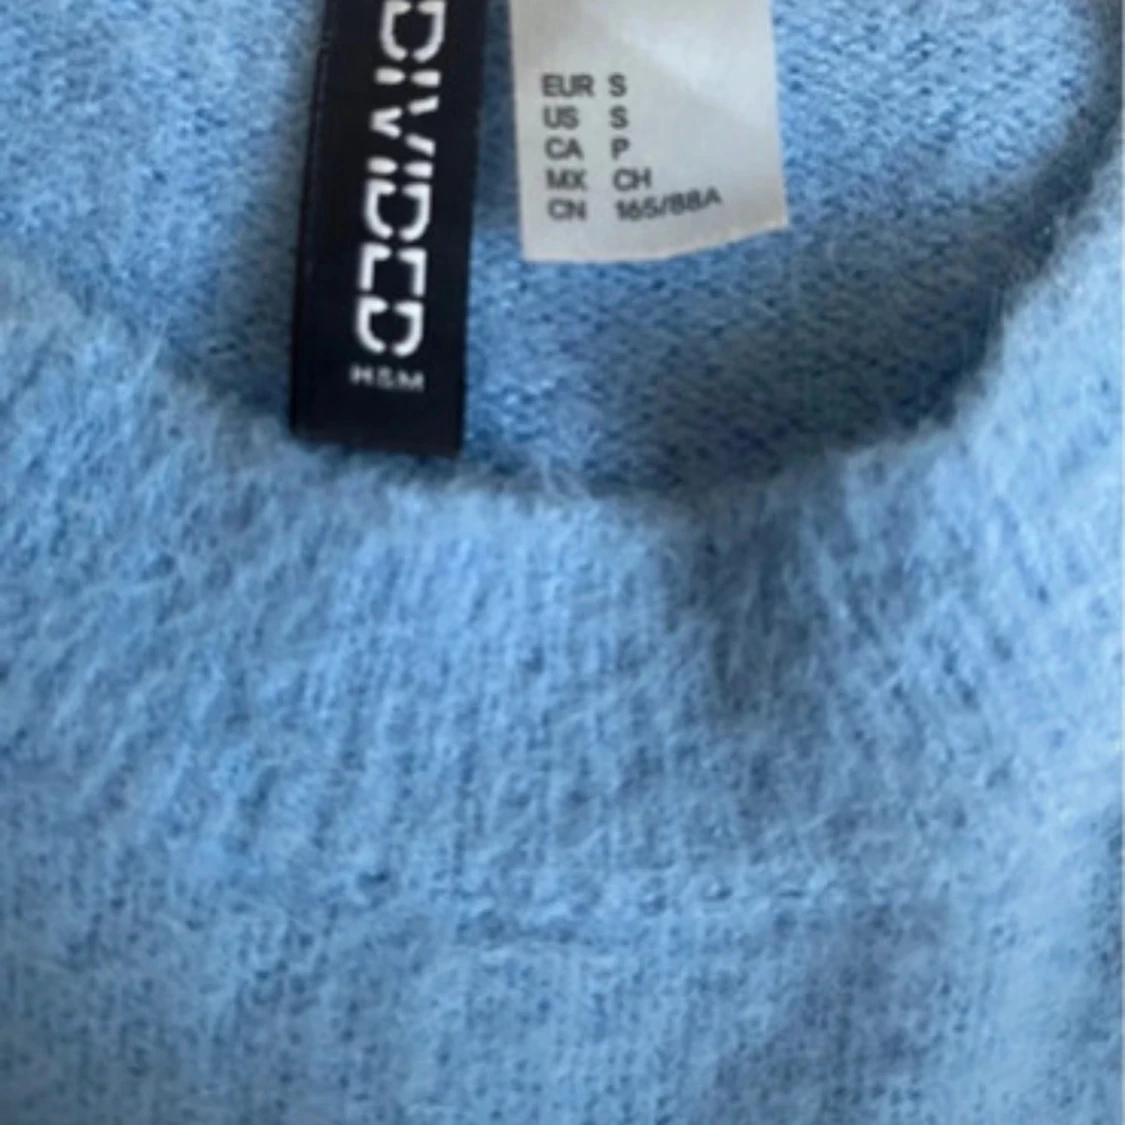 DIVIDED
H&M
EUR S
US S
CA P
MX CH
CN 165/88A